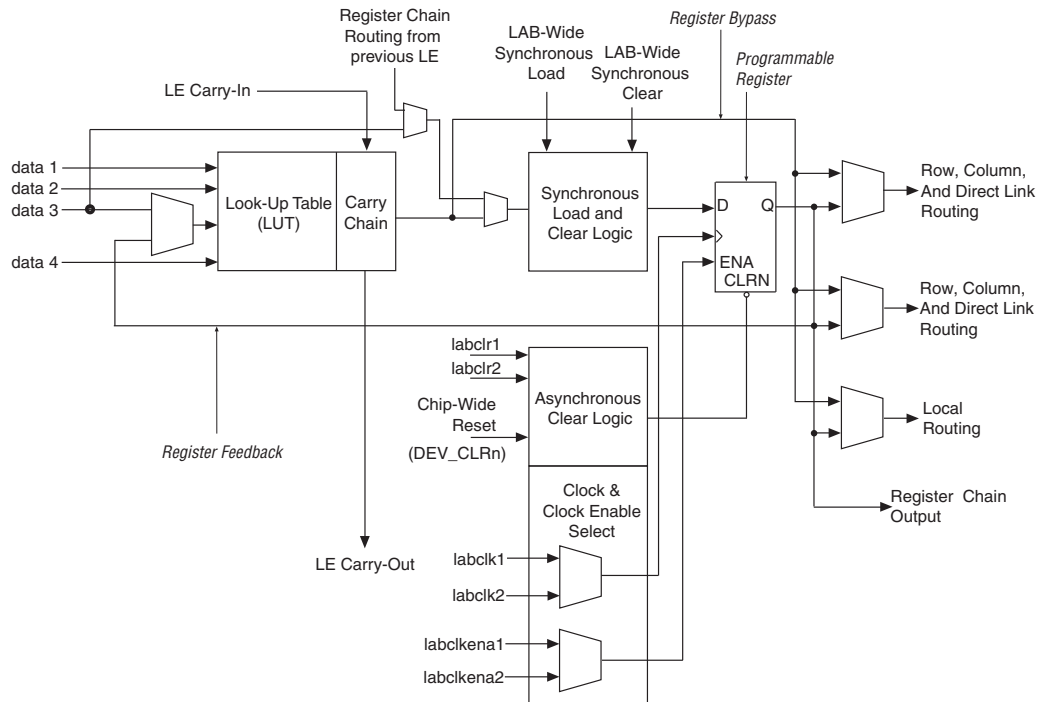 Register Chain
Routing from
previous LE
LAB-Wide
Synchronous
Load
LAB-Wide
Synchronous
Clear
Register Bypass
Programmable
Register
LE Carry-In
data 1
data 2
data 3
data 4
Look-Up Table
(LUT)
Carry
Chain
Synchronous
Load and
Clear Logic
D
Q
ENA
CLRN
Row, Column,
And Direct Link
Routing
Row, Column,
And Direct Link
Routing
Local
Routing
Register Chain
Output
labclr1
labclr2
Chip-Wide
Reset
(DEV_CLRn)
Asynchronous
Clear Logic
Register Feedback
Clock &
Clock Enable
Select
LE Carry-Out
labclk1
labclk2
labclkena1
labclkena2